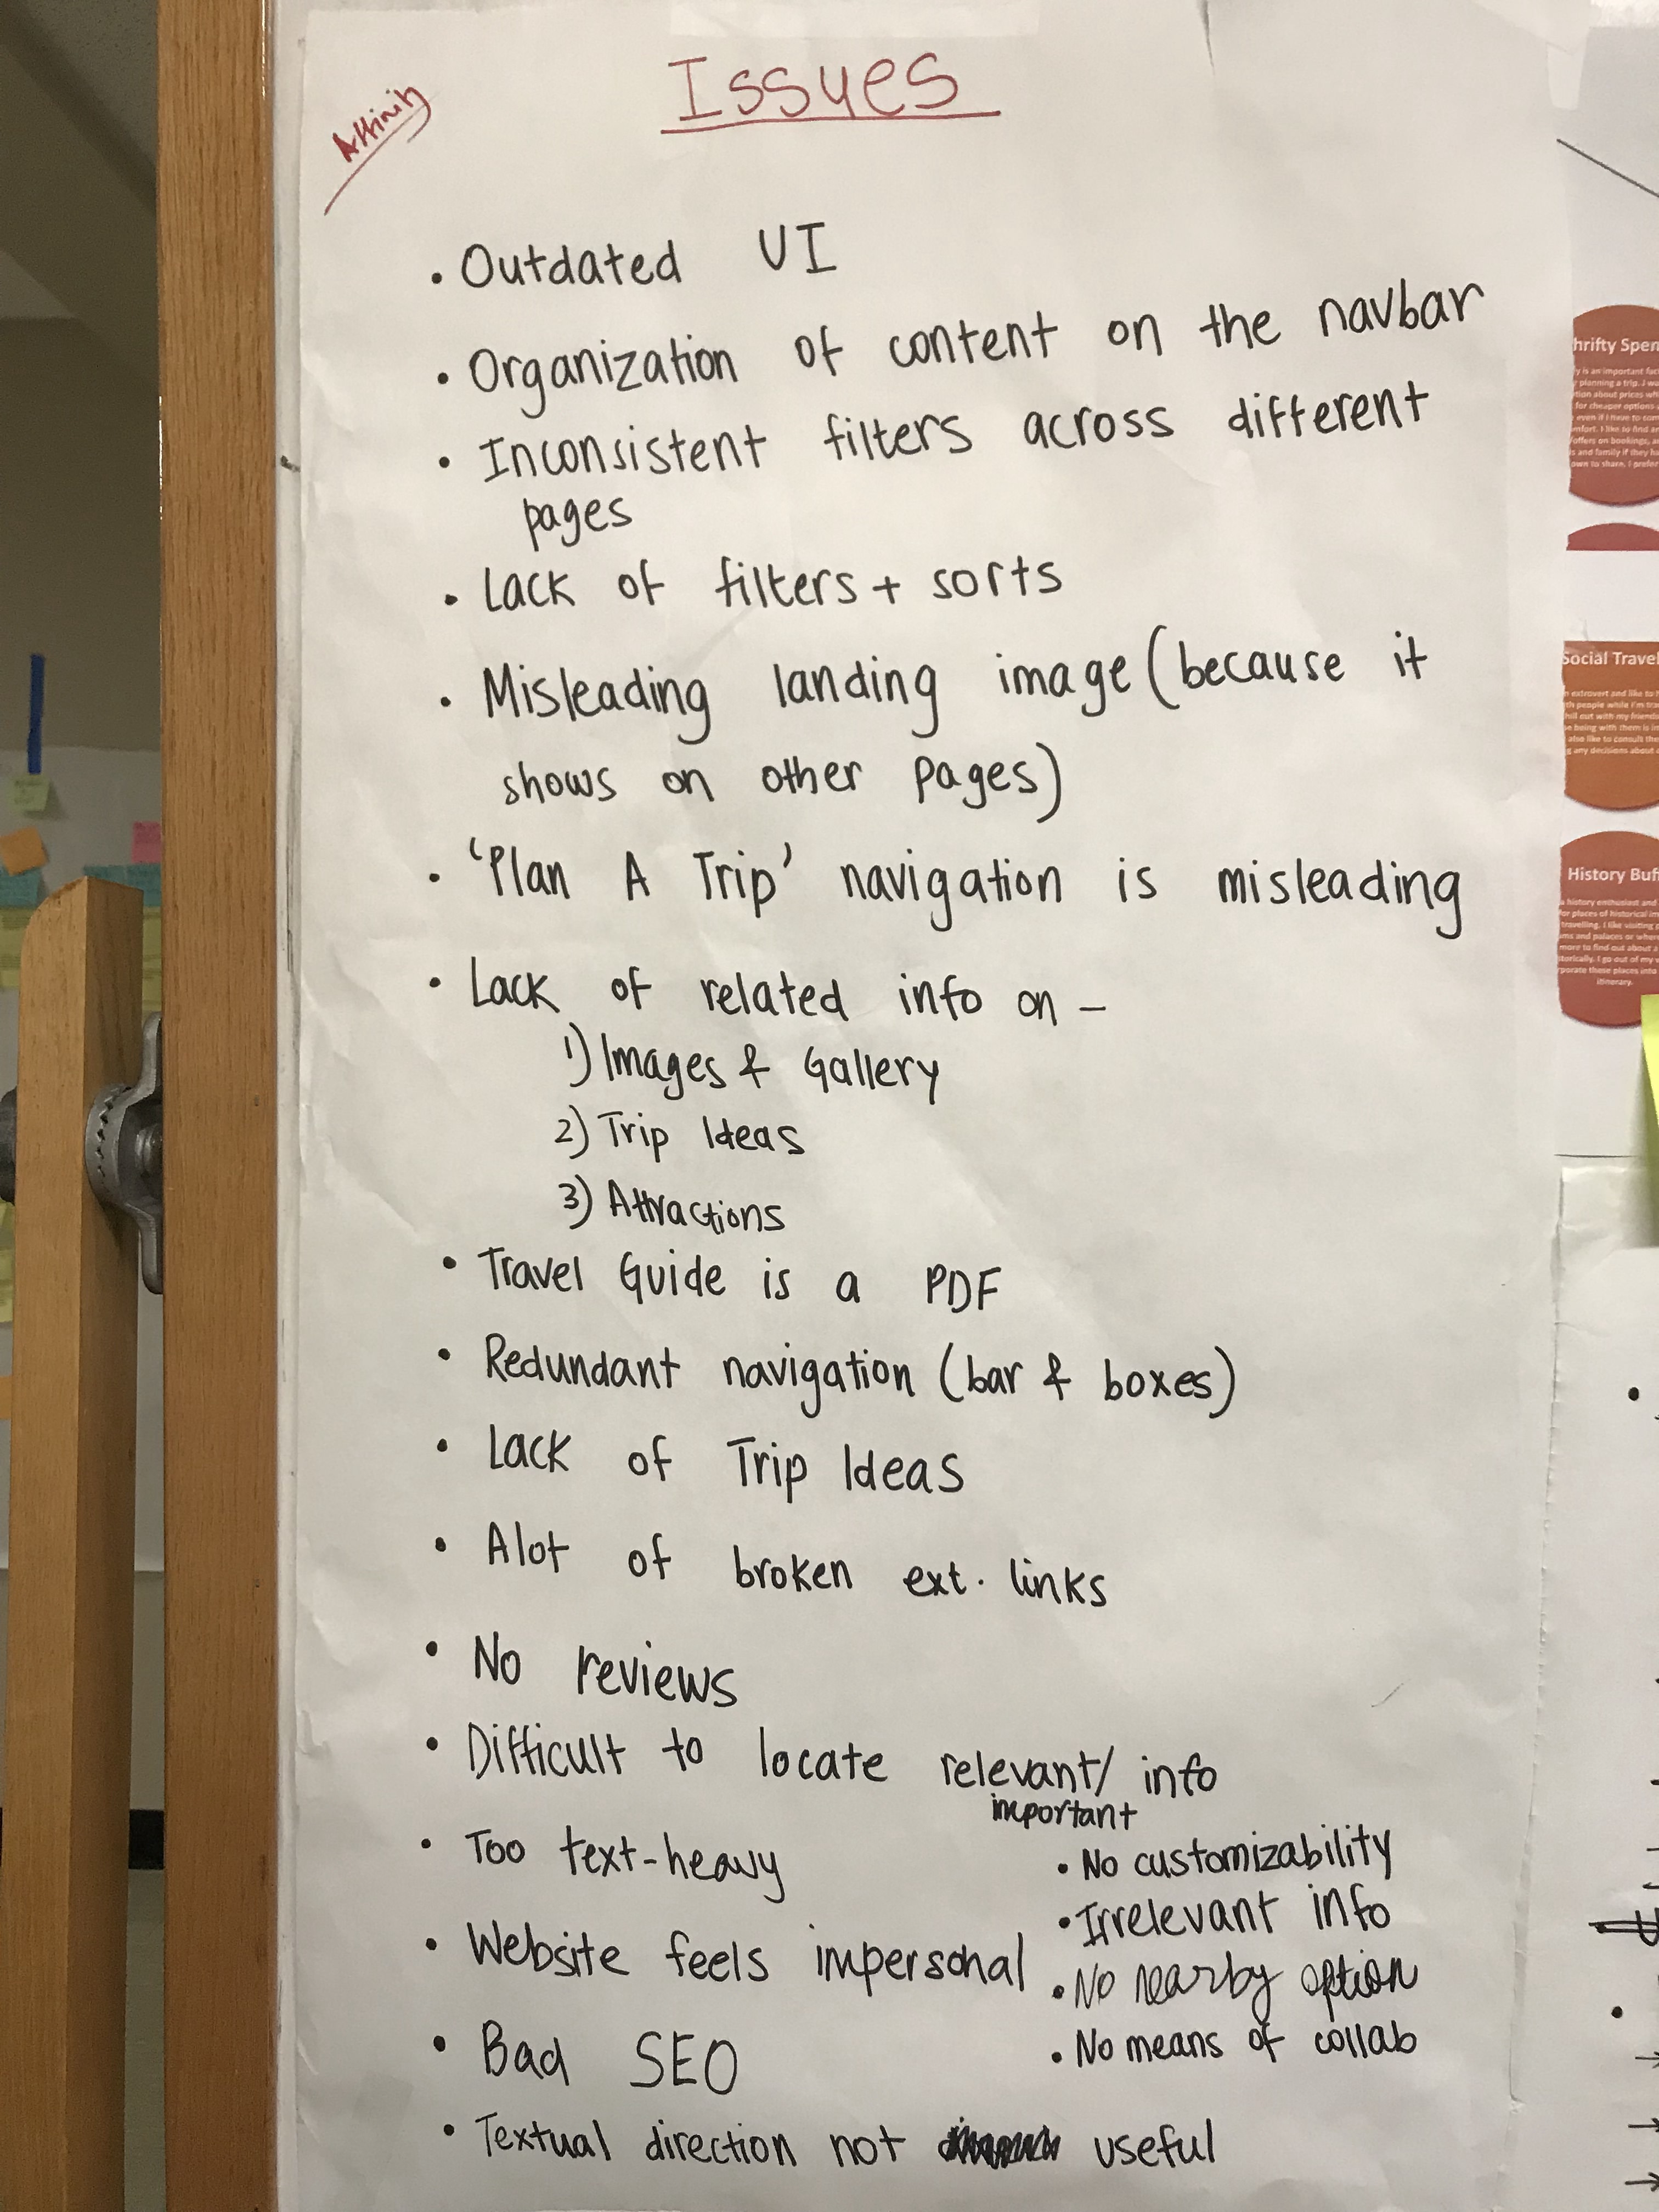 Issues
Affinity
• Outdated UI
• Organization of content on the navbar
• Inconsistent filters across different
pages
• Lack of filters + sorts
• Misleading landing image (because it
shows on other pages)
• 'Plan A Trip' navigation is misleading
• Lack of related info on –
1) Images & Gallery
2) Trip Ideas
3) Attractions
• Travel Guide is a PDF
• Redundant navigation (bar & boxes)
• Lack of Trip Ideas
• Alot of broken ext. links
• No reviews
• Difficult to locate relevant/ info
important
• Too text-heavy
• Website feels impersonal
• Bad SEO
• Textual direction not useful
• No customizability
• Irrelevant info
• No nearby option
• No means of collab
hrifty Spen
Social Travel
History Buf